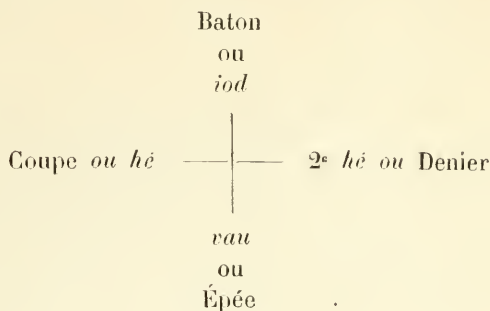 Baton
ou
iod
Coupe ou hé 2e hé ou Denier
vau
ou
Épée